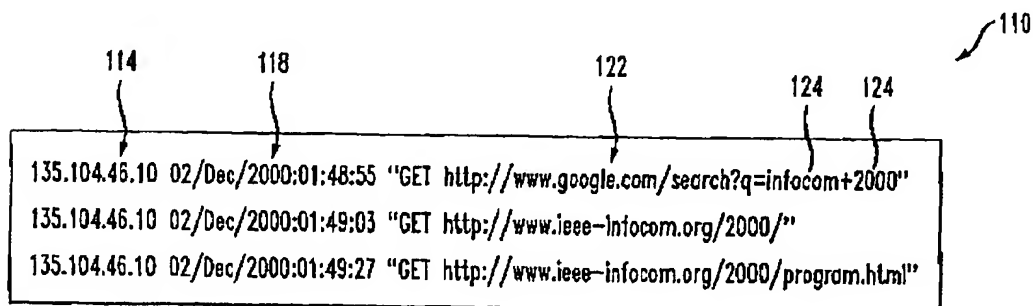 110
114 118 122 124 124
135.104.46.10 02/Dec/2000:01:48:55 “GET http://www.google.com/search?q=infocom+2000”
135.104.46.10 02/Dec/2000:01:49:03 “GET http://www.ieee-infocom.org/2000/”
135.104.46.10 02/Dec/2000:01:49:27 “GET http://www.ieee-infocom.org/2000/program.html”